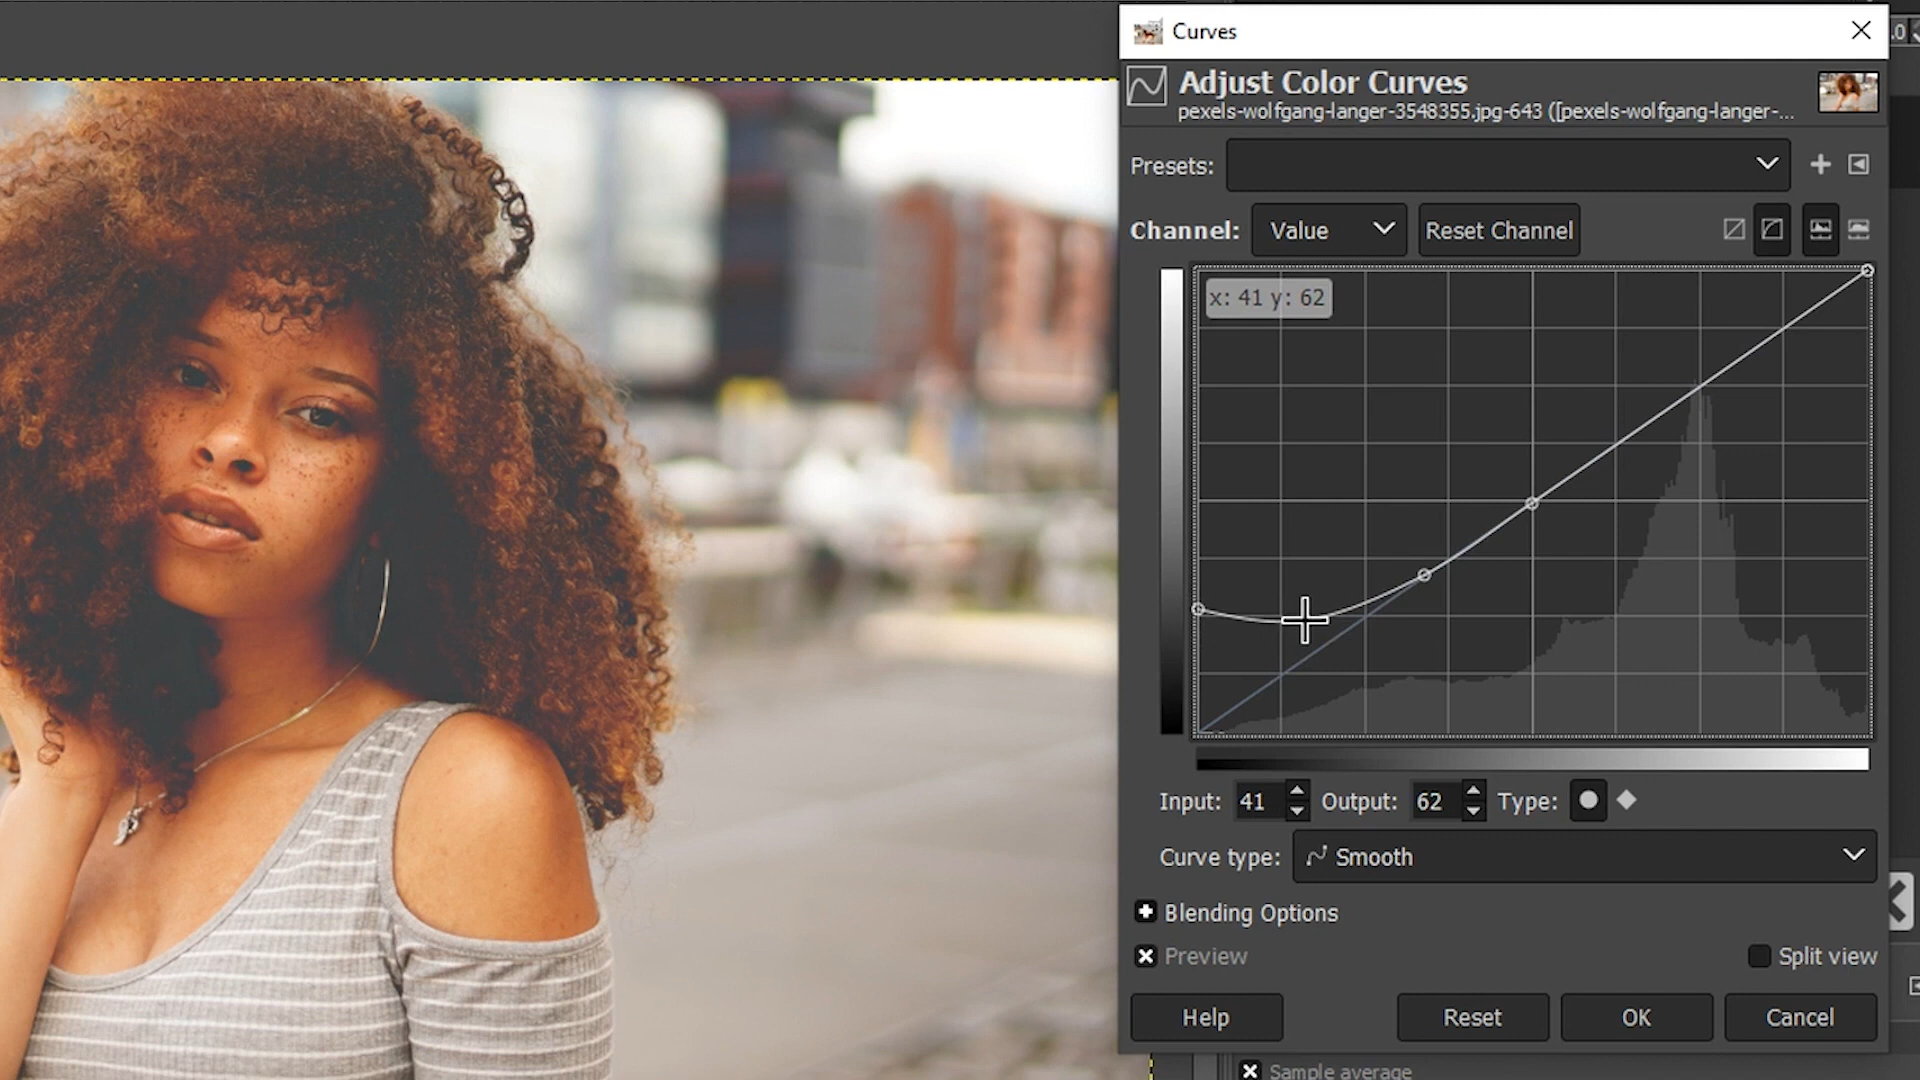 Curves
.0
Adjust Color Curves
pexels-wolfgang-langer-3548355.jpg-643 ([pexels-wolfgang-langer-...
Presets:
Channel: Value Reset Channel
x: 41 y: 62
Input: 41 Output: 62 Type:
Curve type: Smooth
Blending Options
Preview Split view
Help Reset OK Cancel
Sample average